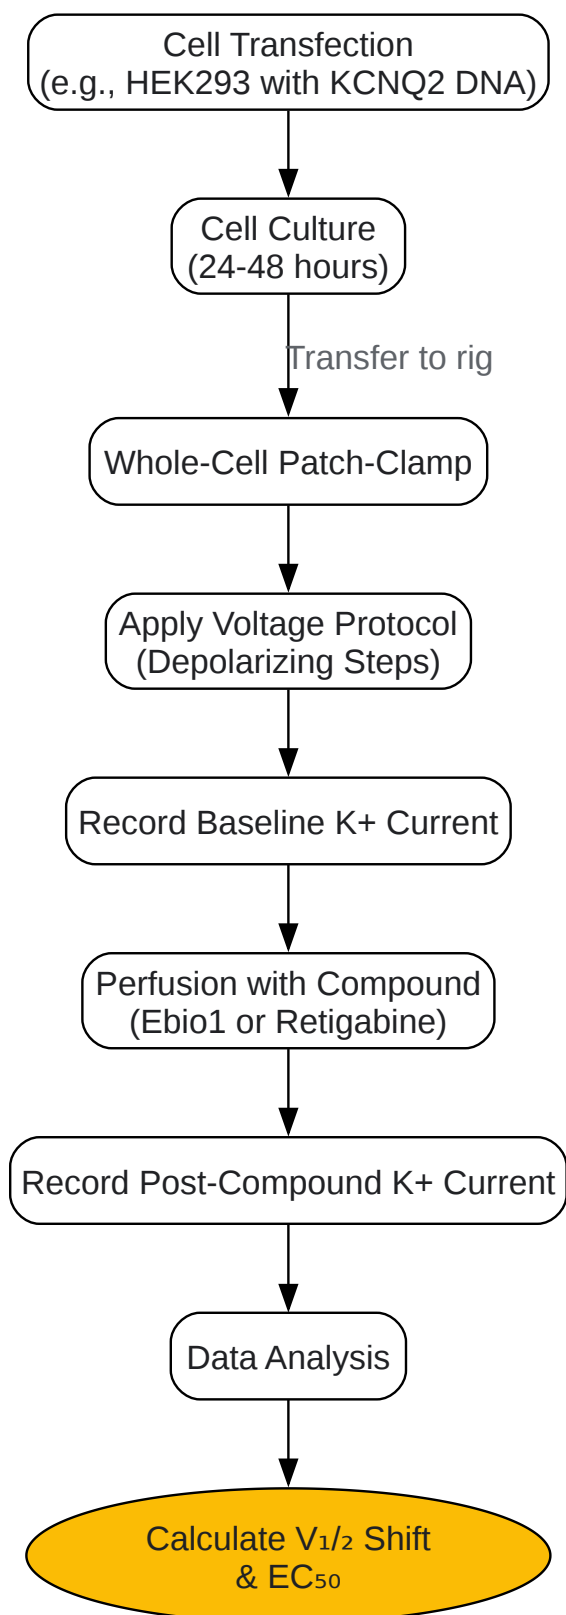 Cell Transfection
(e.g., HEK293 with KCNQ2 DNA)
Cell Culture
(24-48 hours)
Transfer to rig
Whole-Cell Patch-Clamp
Apply Voltage Protocol
(Depolarizing Steps)
Record Baseline K+ Current
Perfusion with Compound
(Ebio1 or Retigabine)
Record Post-Compound K+ Current
Data Analysis
Calculate V₁/₂ Shift
& EC₅₀